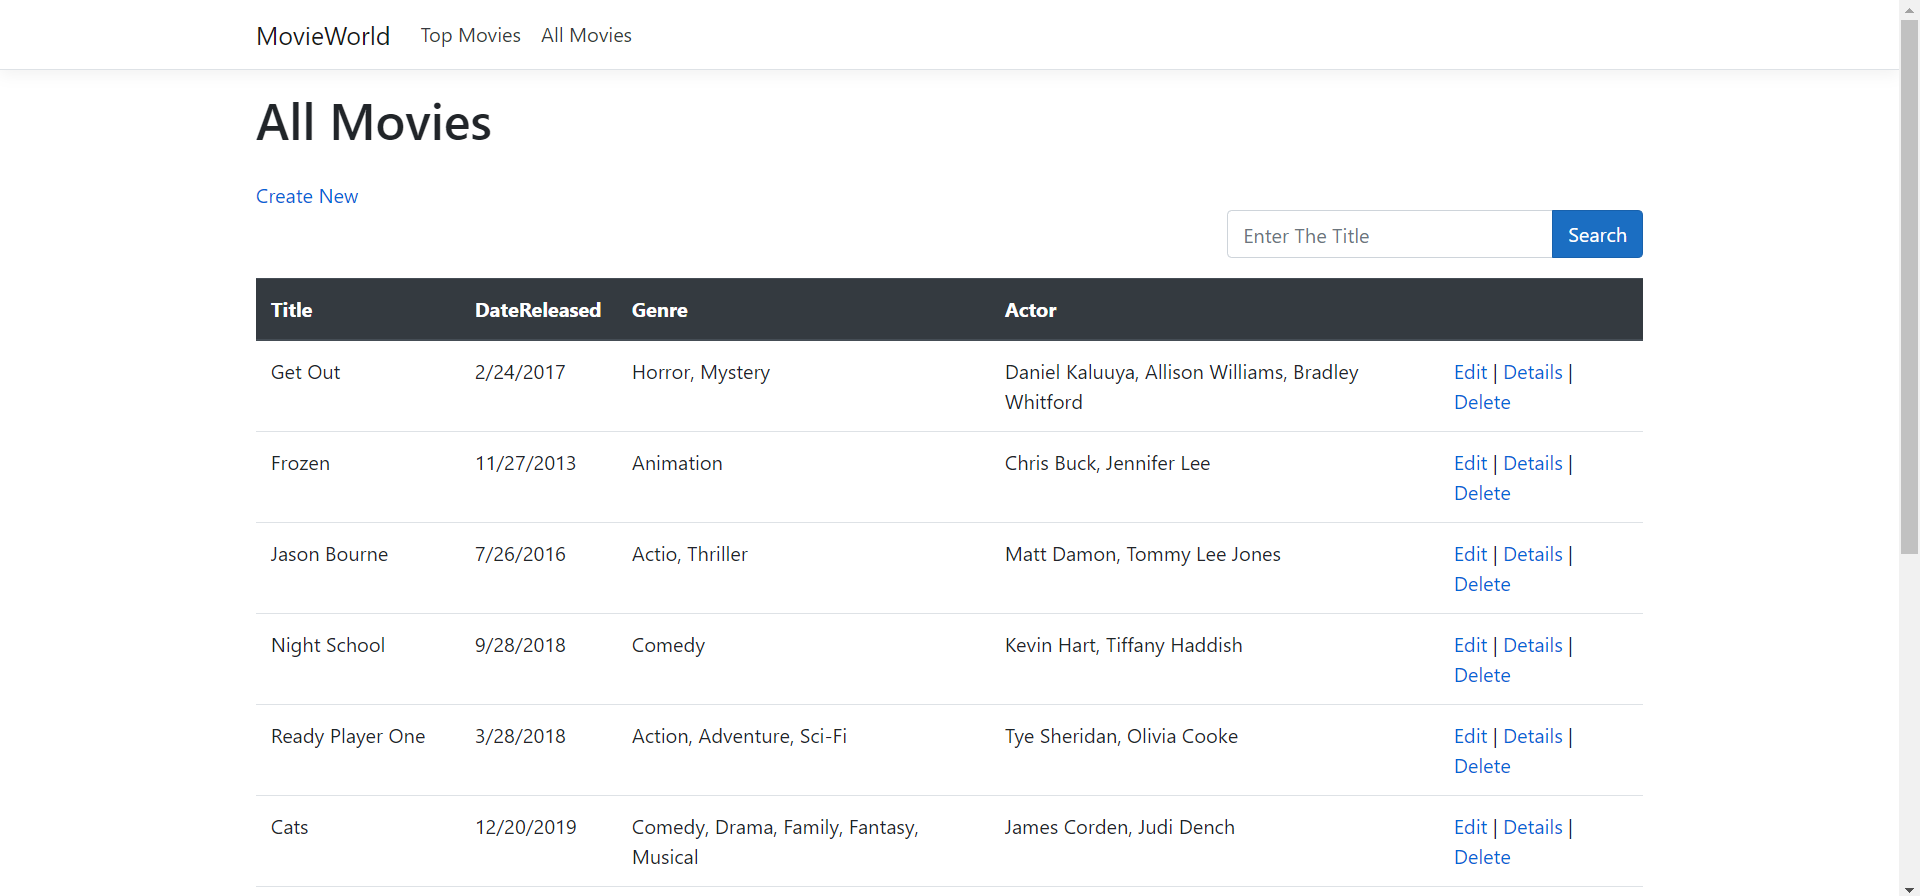 MovieWorld Top Movies All Movies
All Movies
Create New
Enter The Title Search
Title DateReleased Genre Actor
Get Out 2/24/2017 Horror, Mystery Daniel Kaluuya, Allison Williams, Bradley Edit | Details |
Whitford Delete
Frozen 11/27/2013 Animation Chris Buck, Jennifer Lee Edit | Details |
Delete
Jason Bourne 7/26/2016 Actio, Thriller Matt Damon, Tommy Lee Jones Edit | Details |
Delete
Night School 9/28/2018 Comedy Kevin Hart, Tiffany Haddish Edit | Details |
Delete
Ready Player One 3/28/2018 Action, Adventure, Sci-Fi Tye Sheridan, Olivia Cooke Edit | Details |
Delete
Cats 12/20/2019 Comedy, Drama, Family, Fantasy, James Corden, Judi Dench Edit | Details |
Musical Delete